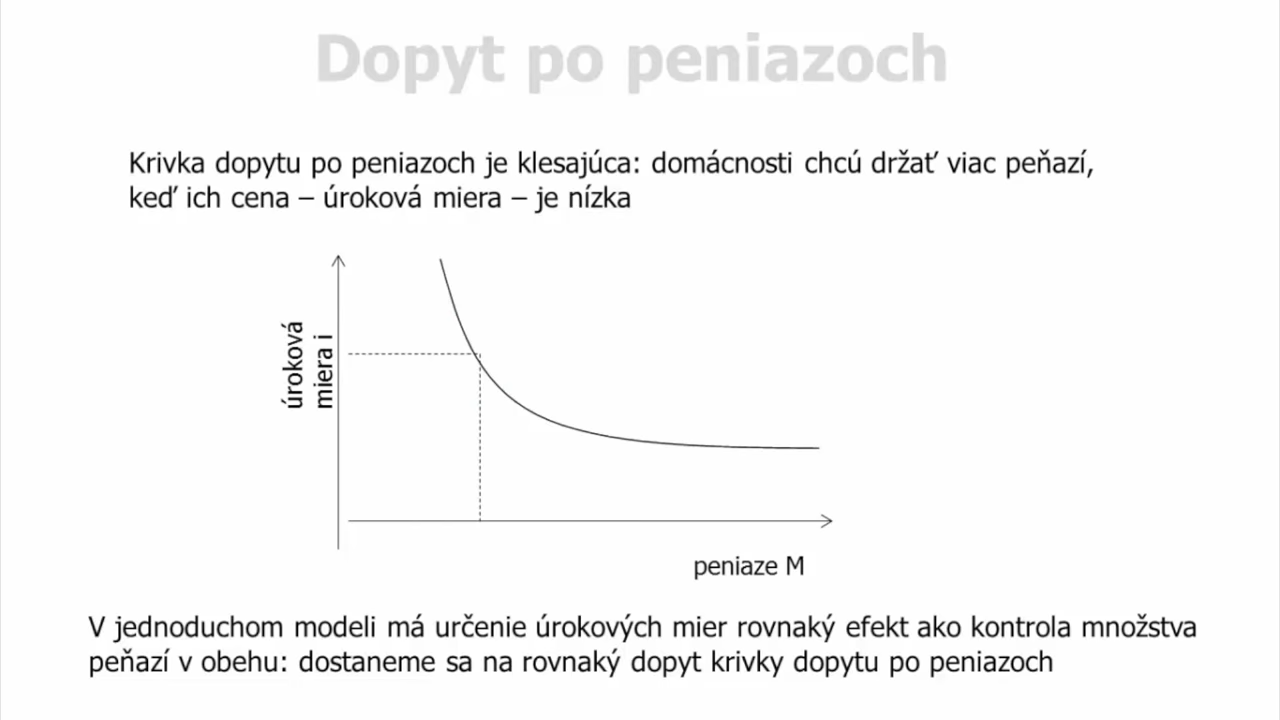 Dopyt po peniazoch
Krivka dopytu po peniazoch je klesajúca: domácnosti chcú držať viac peňazí,
keď ich cena – úroková miera – je nízka
úroková
miera i
peniaze M
V jednoduchom modeli má určenie úrokových mier rovnaký efekt ako kontrola množstva
peňazí v obehu: dostaneme sa na rovnaký dopyt krivky dopytu po peniazoch